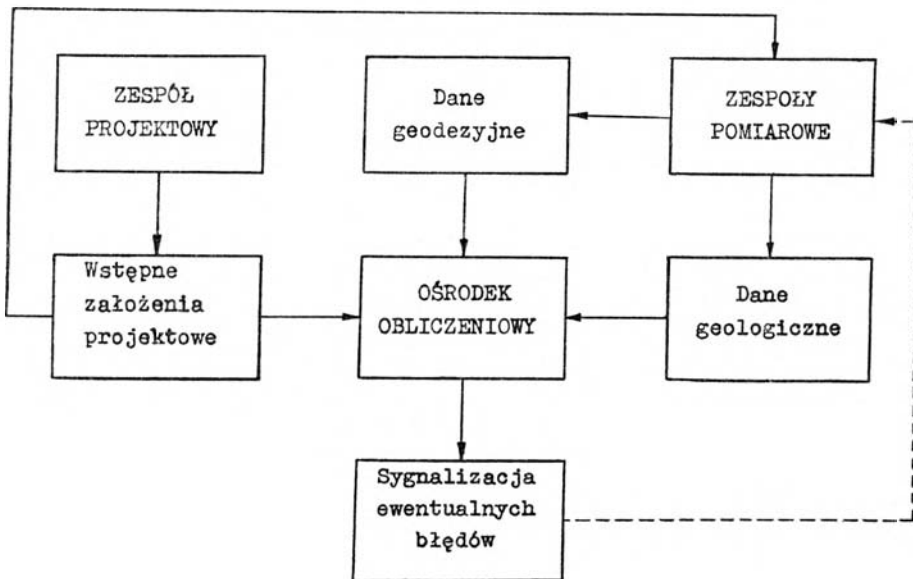 ZESPÓŁ
PROJEKTOWY
Dane
geodezyjne
ZESPOŁY
POMIAROWE
Wstępne
założenia
projektowe
OŚRODEK
OBLICZENIOWY
Dane
geologiczne
Sygnalizacja
ewentualnych
błędów